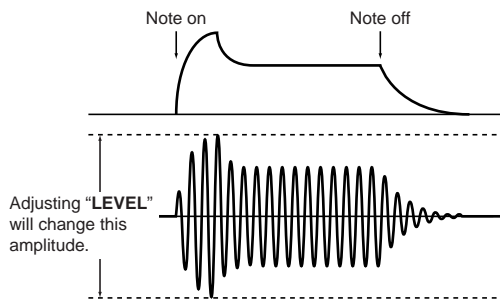 Note on
Note off
Adjusting “LEVEL”
will change this
amplitude.